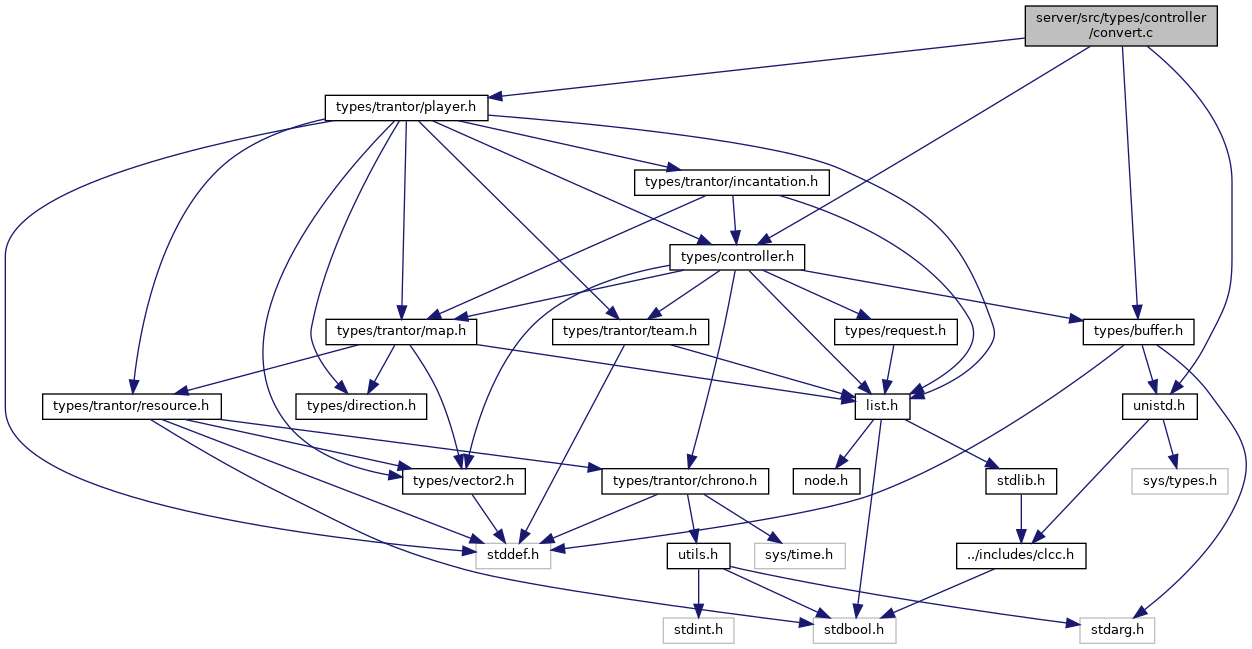 server/src/types/controller
/convert.c
types/trantor/player.h
types/trantor/incantation.h
types/controller.h
types/trantor/map.h
types/trantor/team.h
types/request.h
types/buffer.h
types/trantor/resource.h
types/direction.h
list.h
unistd.h
types/vector2.h
types/trantor/chrono.h
node.h
stdlib.h
sys/types.h
stddef.h
utils.h
sys/time.h
../includes/clcc.h
stdint.h
stdbool.h
stdarg.h